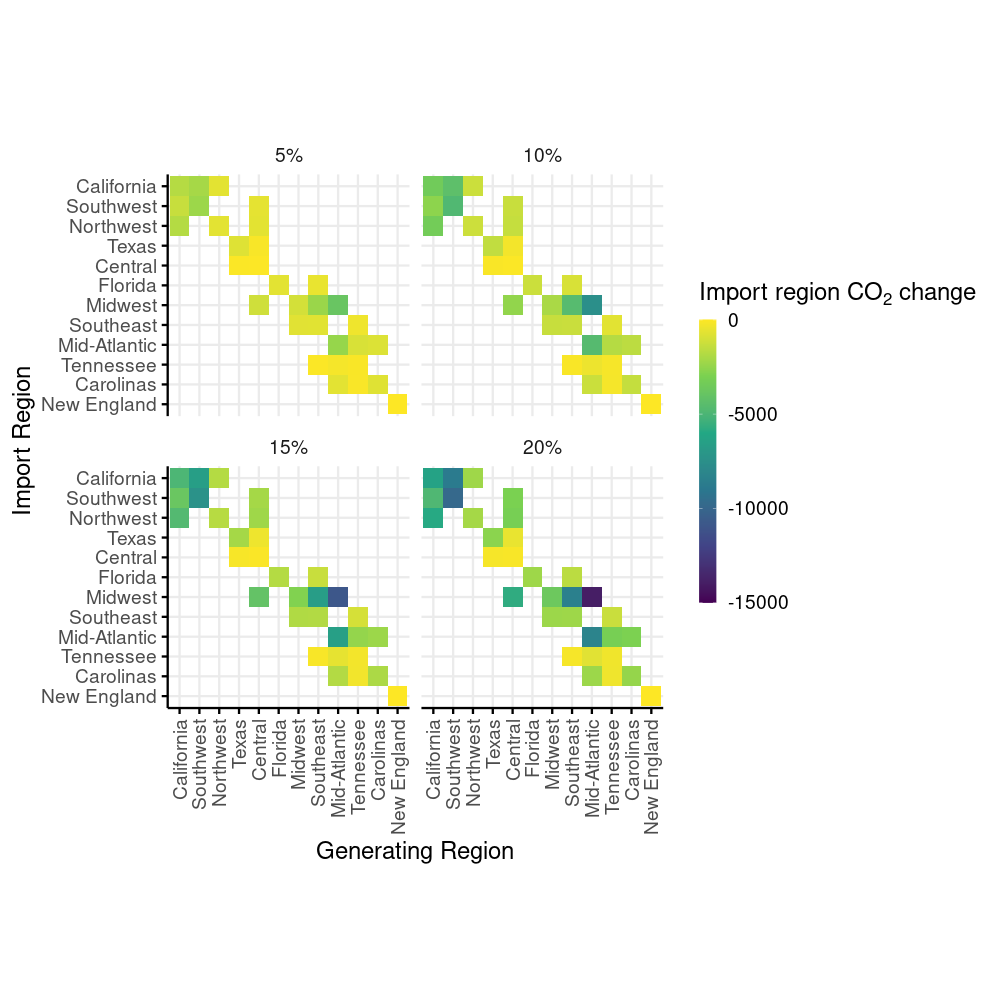 5%
10%
California
Southwest
Northwest
Texas
Central
Florida
Midwest
Southeast
Mid-Atlantic
Tennessee
Carolinas
New England
Import Region
15%
20%
California
Southwest
Northwest
Texas
Central
Florida
Midwest
Southeast
Mid-Atlantic
Tennessee
Carolinas
New England
California
Southwest
Northwest
Texas
Central
Florida
Midwest
Southeast
Mid-Atlantic
Tennessee
Carolinas
New England
California
Southwest
Northwest
Texas
Central
Florida
Midwest
Southeast
Mid-Atlantic
Tennessee
Carolinas
New England
Generating Region
Import region CO₂ change
0
-5000
-10000
-15000